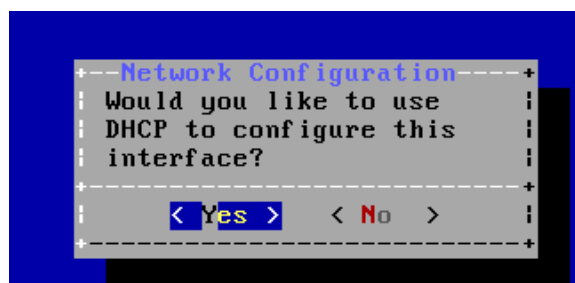 Network Configuration
Would you like to use
DHCP to configure this
interface?
< Yes > < No >